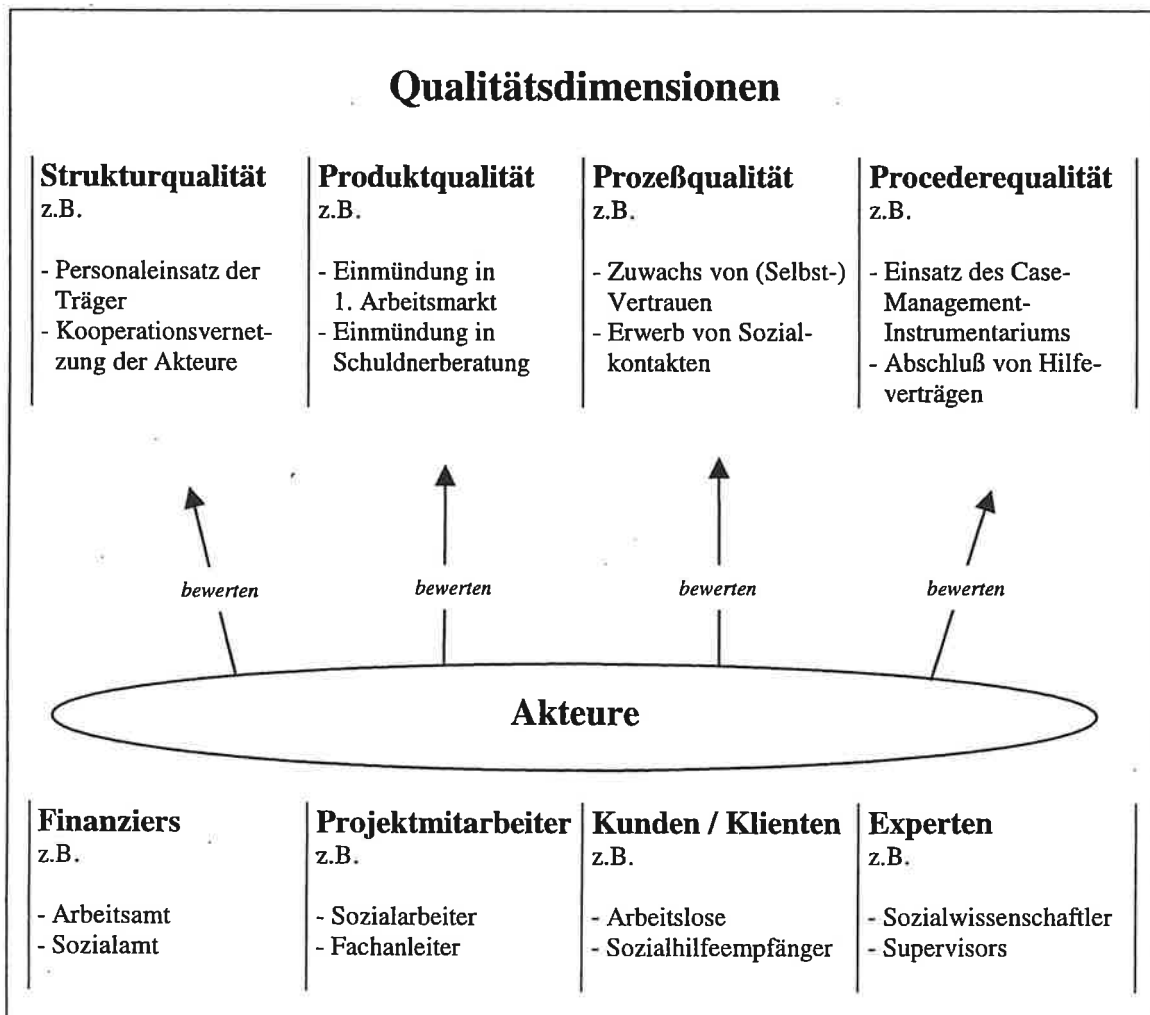 Qualitätsdimensionen
Strukturqualität
z.B.
- Personaleinsatz der
Träger
- Kooperationsvernet-
zung der Akteure
Produktqualität
z.B.
- Einmündung in
1. Arbeitsmarkt
- Einmündung in
Schuldnerberatung
Prozeßqualität
z.B.
- Zuwachs von (Selbst-)
Vertrauen
- Erwerb von Sozial-
kontakten
Procederequalität
z.B.
- Einsatz des Case-
Management-
Instrumentariums
- Abschluß von Hilfe-
verträgen
bewerten
bewerten
bewerten
bewerten
Akteure
Finanziers
z.B.
- Arbeitsamt
- Sozialamt
Projektmitarbeiter
z.B.
- Sozialarbeiter
- Fachanleiter
Kunden / Klienten
z.B.
- Arbeitslose
- Sozialhilfeempfänger
Experten
z.B.
- Sozialwissenschaftler
- Supervisors